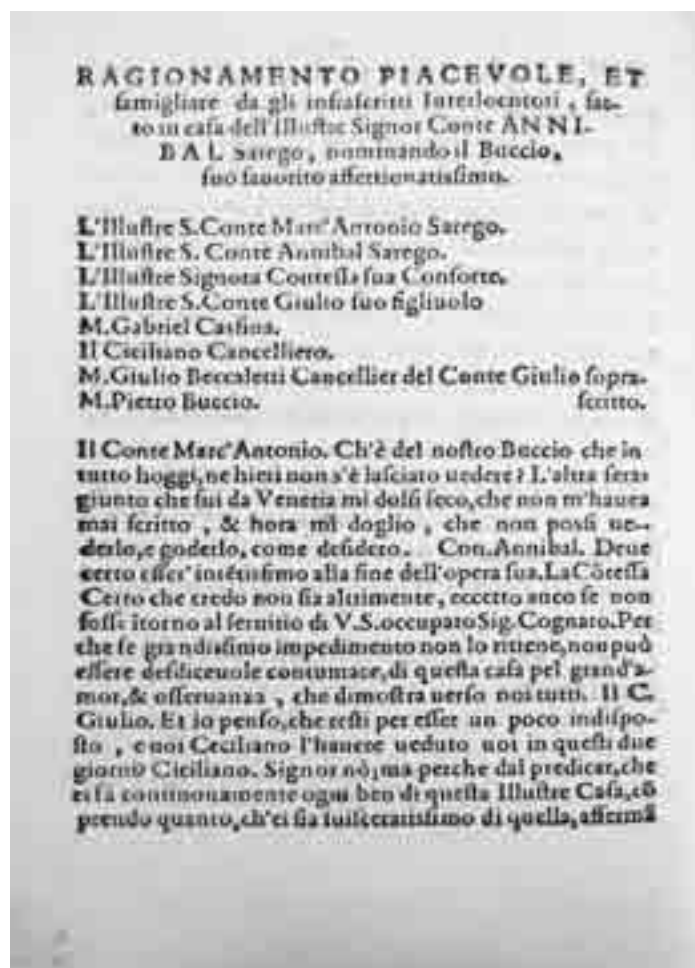 RAGIONAMENTO PIACEVOLE, ET
famigliare da gli infrascritti Interlocutori, fat-
to in casa dell'Illustre Signor Conte ANNI-
BAL Sarego, nominando il Buccio,
suo fauorito affettionatissimo.
L'Illustre S.Conte Marc'Antonio Sarego.
L'Illustre S. Conte Annibal Sarego.
L'Illustre Signora Contessa sua Consorte.
L'Illustre S.Conte Giulio suo figliuolo
M.Gabriel Casfina.
Il Ciciliano Cancelliero.
M.Giulio Beccaletti Cancellier del Conte Giulio sopra-
M.Pietro Buccio. scritto.
Il Conte Marc'Antonio. Ch'è del nostro Buccio che in
tutto hoggi, ne hieri non s'è lasciato uedere? L'altra sera
giunto che fui da Venetia mi dolsi seco, che non m'hauea
mai scritto, & hora mi doglio, che non possi ue-
derlo, e goderlo, come desidero. Con.Annibal. Deue
certo esser' intētissimo alla fine dell'opera sua. La Cōtessa
Certo che credo non sia altrimente, eccetto anco se non
fosse itorno al seruitio di V.S. occupato Sig. Cognato. Per
che se grandissimo impedimento non lo ritiene, non può
essere desdiceuole contumace, di questa casa pel grand'a-
mor, & osseruanza, che dimostra uerso noi tutti. Il C.
Giulio. Et io penso, che resti per esser un poco indispo-
sto, e uoi Ceciliano l'hauete ueduto uoi in questi due
giorni? Ciciliano. Signor nò; ma perche dal predicar, che
ei fà continouamente ogni ben di questa Illustre Casa, cō
prendo quanto, ch'ei sia suisceratissimo di quella, affermā